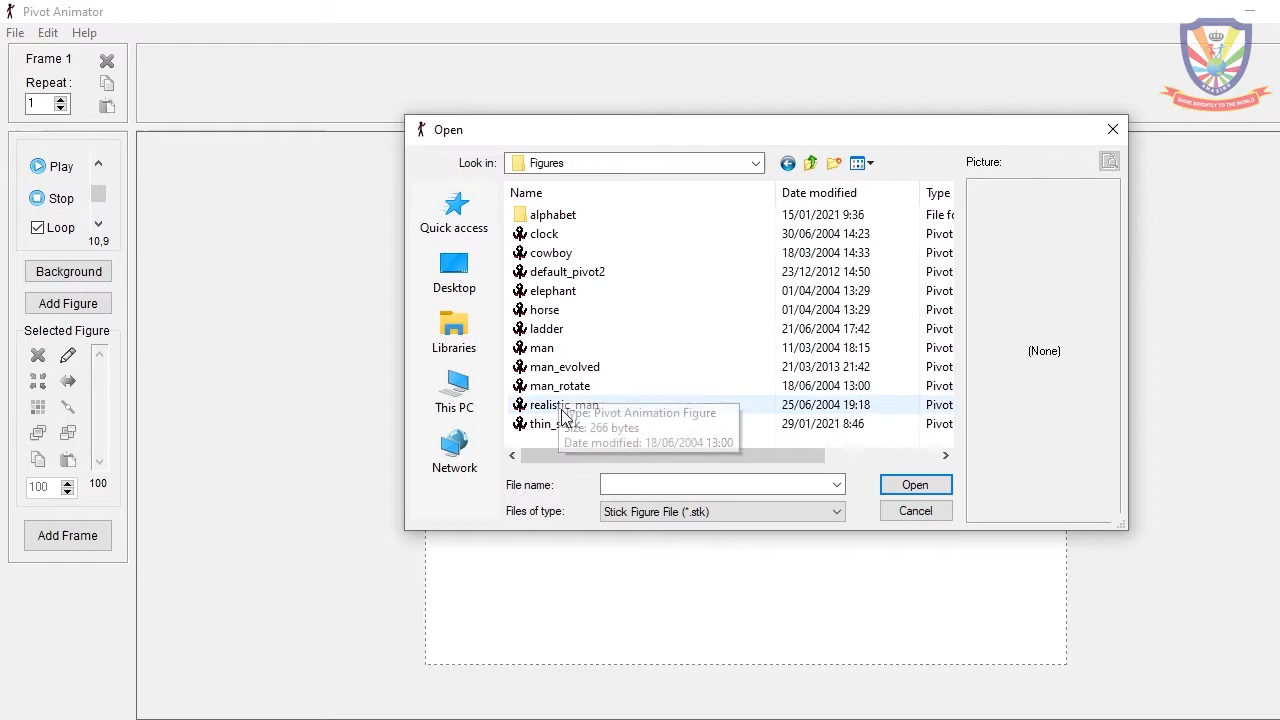 Pivot Animator
File Edit Help
Frame 1
Repeat :
1
Play
Stop
Loop
10,9
Background
Add Figure
Selected Figure
100 100
Add Frame
Open
Look in: Figures
Picture:
Quick access
Desktop
Libraries
This PC
Network
Name Date modified Type
alphabet 15/01/2021 9:36 File fo
clock 30/06/2004 14:23 Pivot
cowboy 18/03/2004 14:33 Pivot
default_pivot2 23/12/2012 14:50 Pivot
elephant 01/04/2004 13:29 Pivot
horse 01/04/2004 13:29 Pivot
ladder 21/06/2004 17:42 Pivot
man 11/03/2004 18:15 Pivot
man_evolved 21/03/2013 21:42 Pivot
man_rotate 18/06/2004 13:00 Pivot
realistic_man 25/06/2004 19:18 Pivot
29/01/2021 8:46 Pivot
Type: Pivot Animation Figure
Size: 266 bytes
Date modified: 18/06/2004 13:00
(None)
File name:
Open
Files of type: Stick Figure File (*.stk)
Cancel
AMAZING
SHINE BRIGHTLY TO THE WORLD